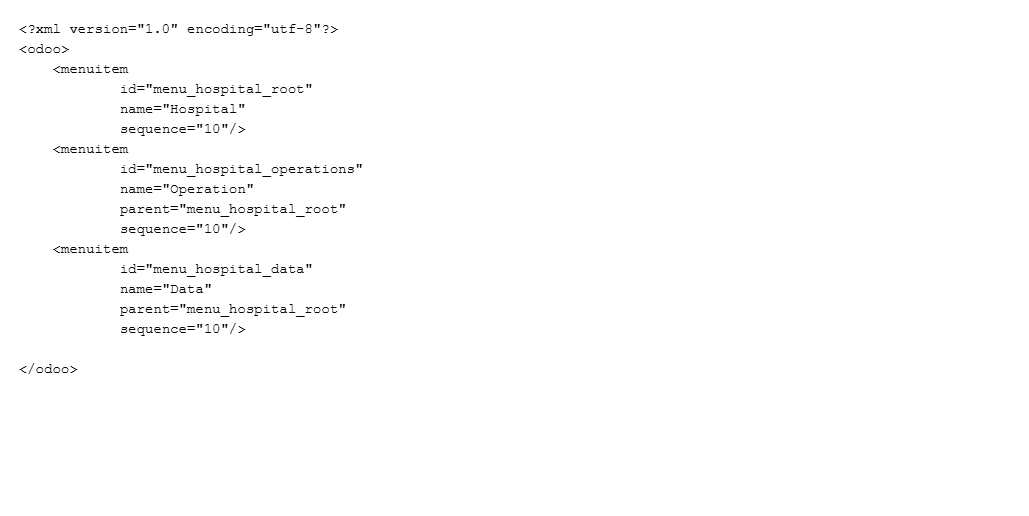 <?xml version="1.0" encoding="utf-8"?>
<odoo>
    <menuitem
            id="menu_hospital_root"
            name="Hospital"
            sequence="10"/>
    <menuitem
            id="menu_hospital_operations"
            name="Operation"
            parent="menu_hospital_root"
            sequence="10"/>
    <menuitem
            id="menu_hospital_data"
            name="Data"
            parent="menu_hospital_root"
            sequence="10"/>

</odoo>